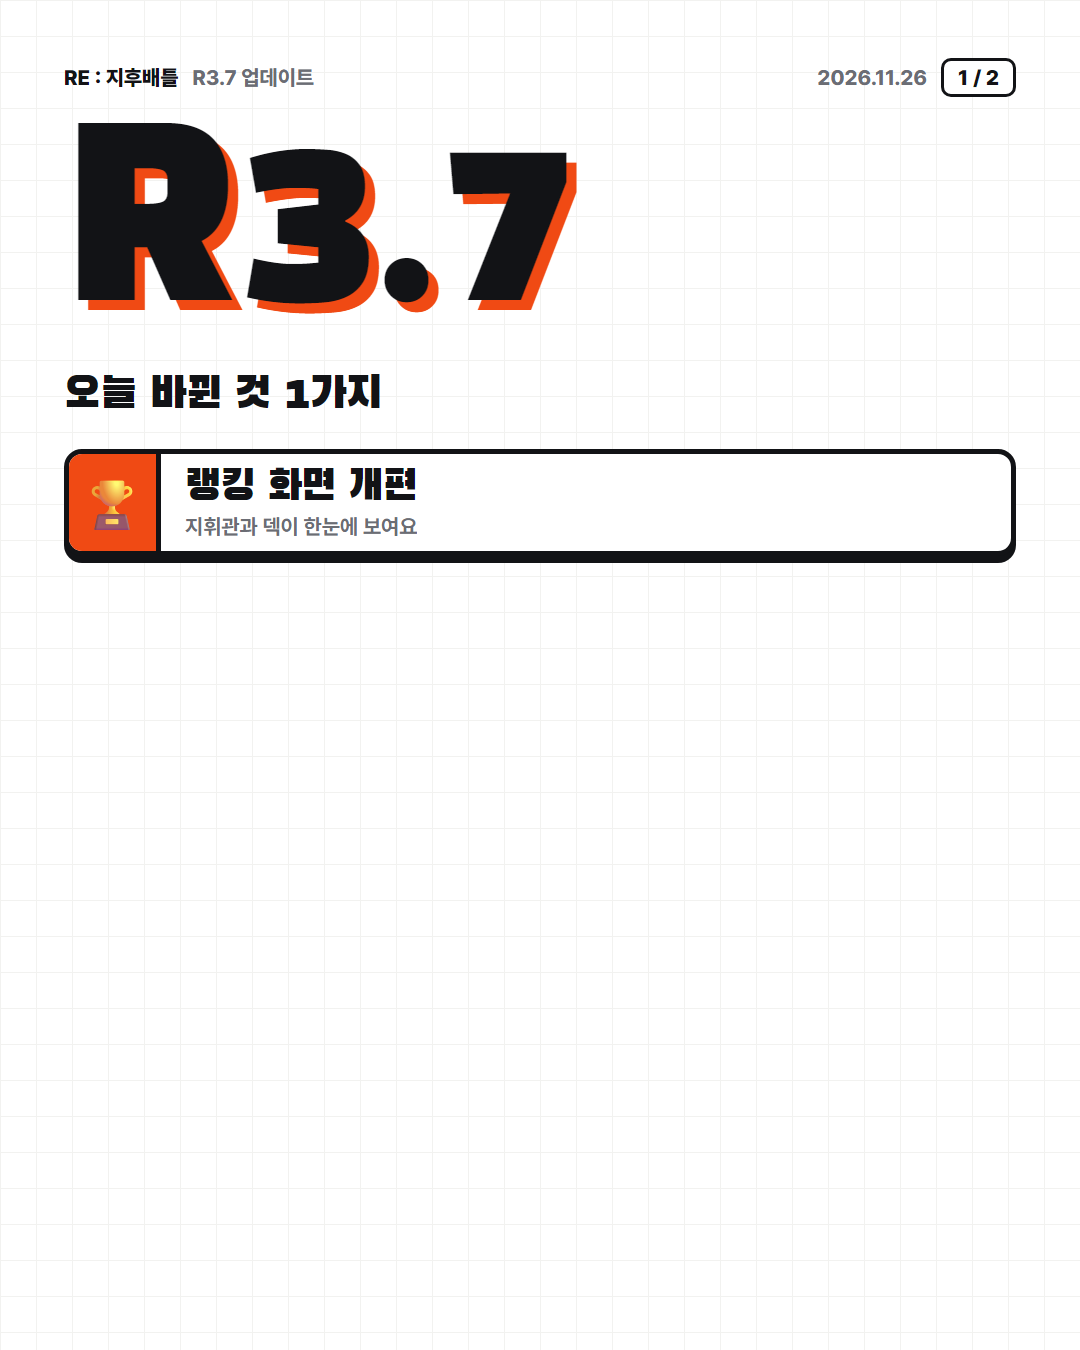 RE : 지후배틀 R3.7 업데이트 2026.11.26 1 / 2
R3.7
오늘 바뀐 것 1가지
랭킹 화면 개편
지휘관과 덱이 한눈에 보여요